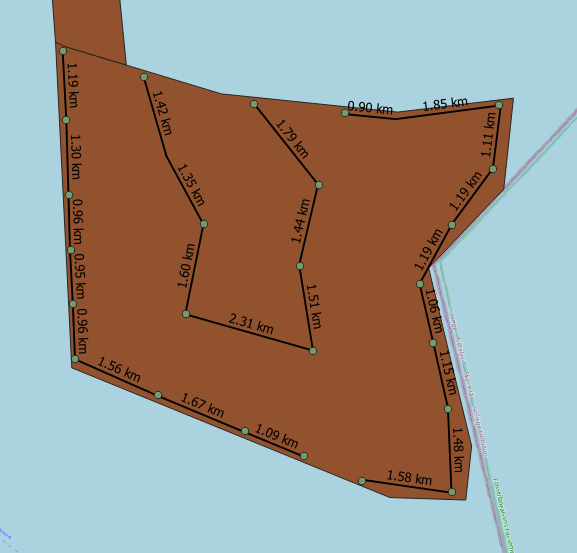 1.19 km
1.42 km
1.79 km
0.90 km
1.85 km
1.11 km
1.30 km
1.35 km
1.44 km
1.19 km
0.96 km
1.60 km
1.19 km
0.95 km
2.31 km
1.51 km
1.06 km
0.96 km
1.15 km
1.56 km
1.67 km
1.09 km
1.48 km
1.58 km